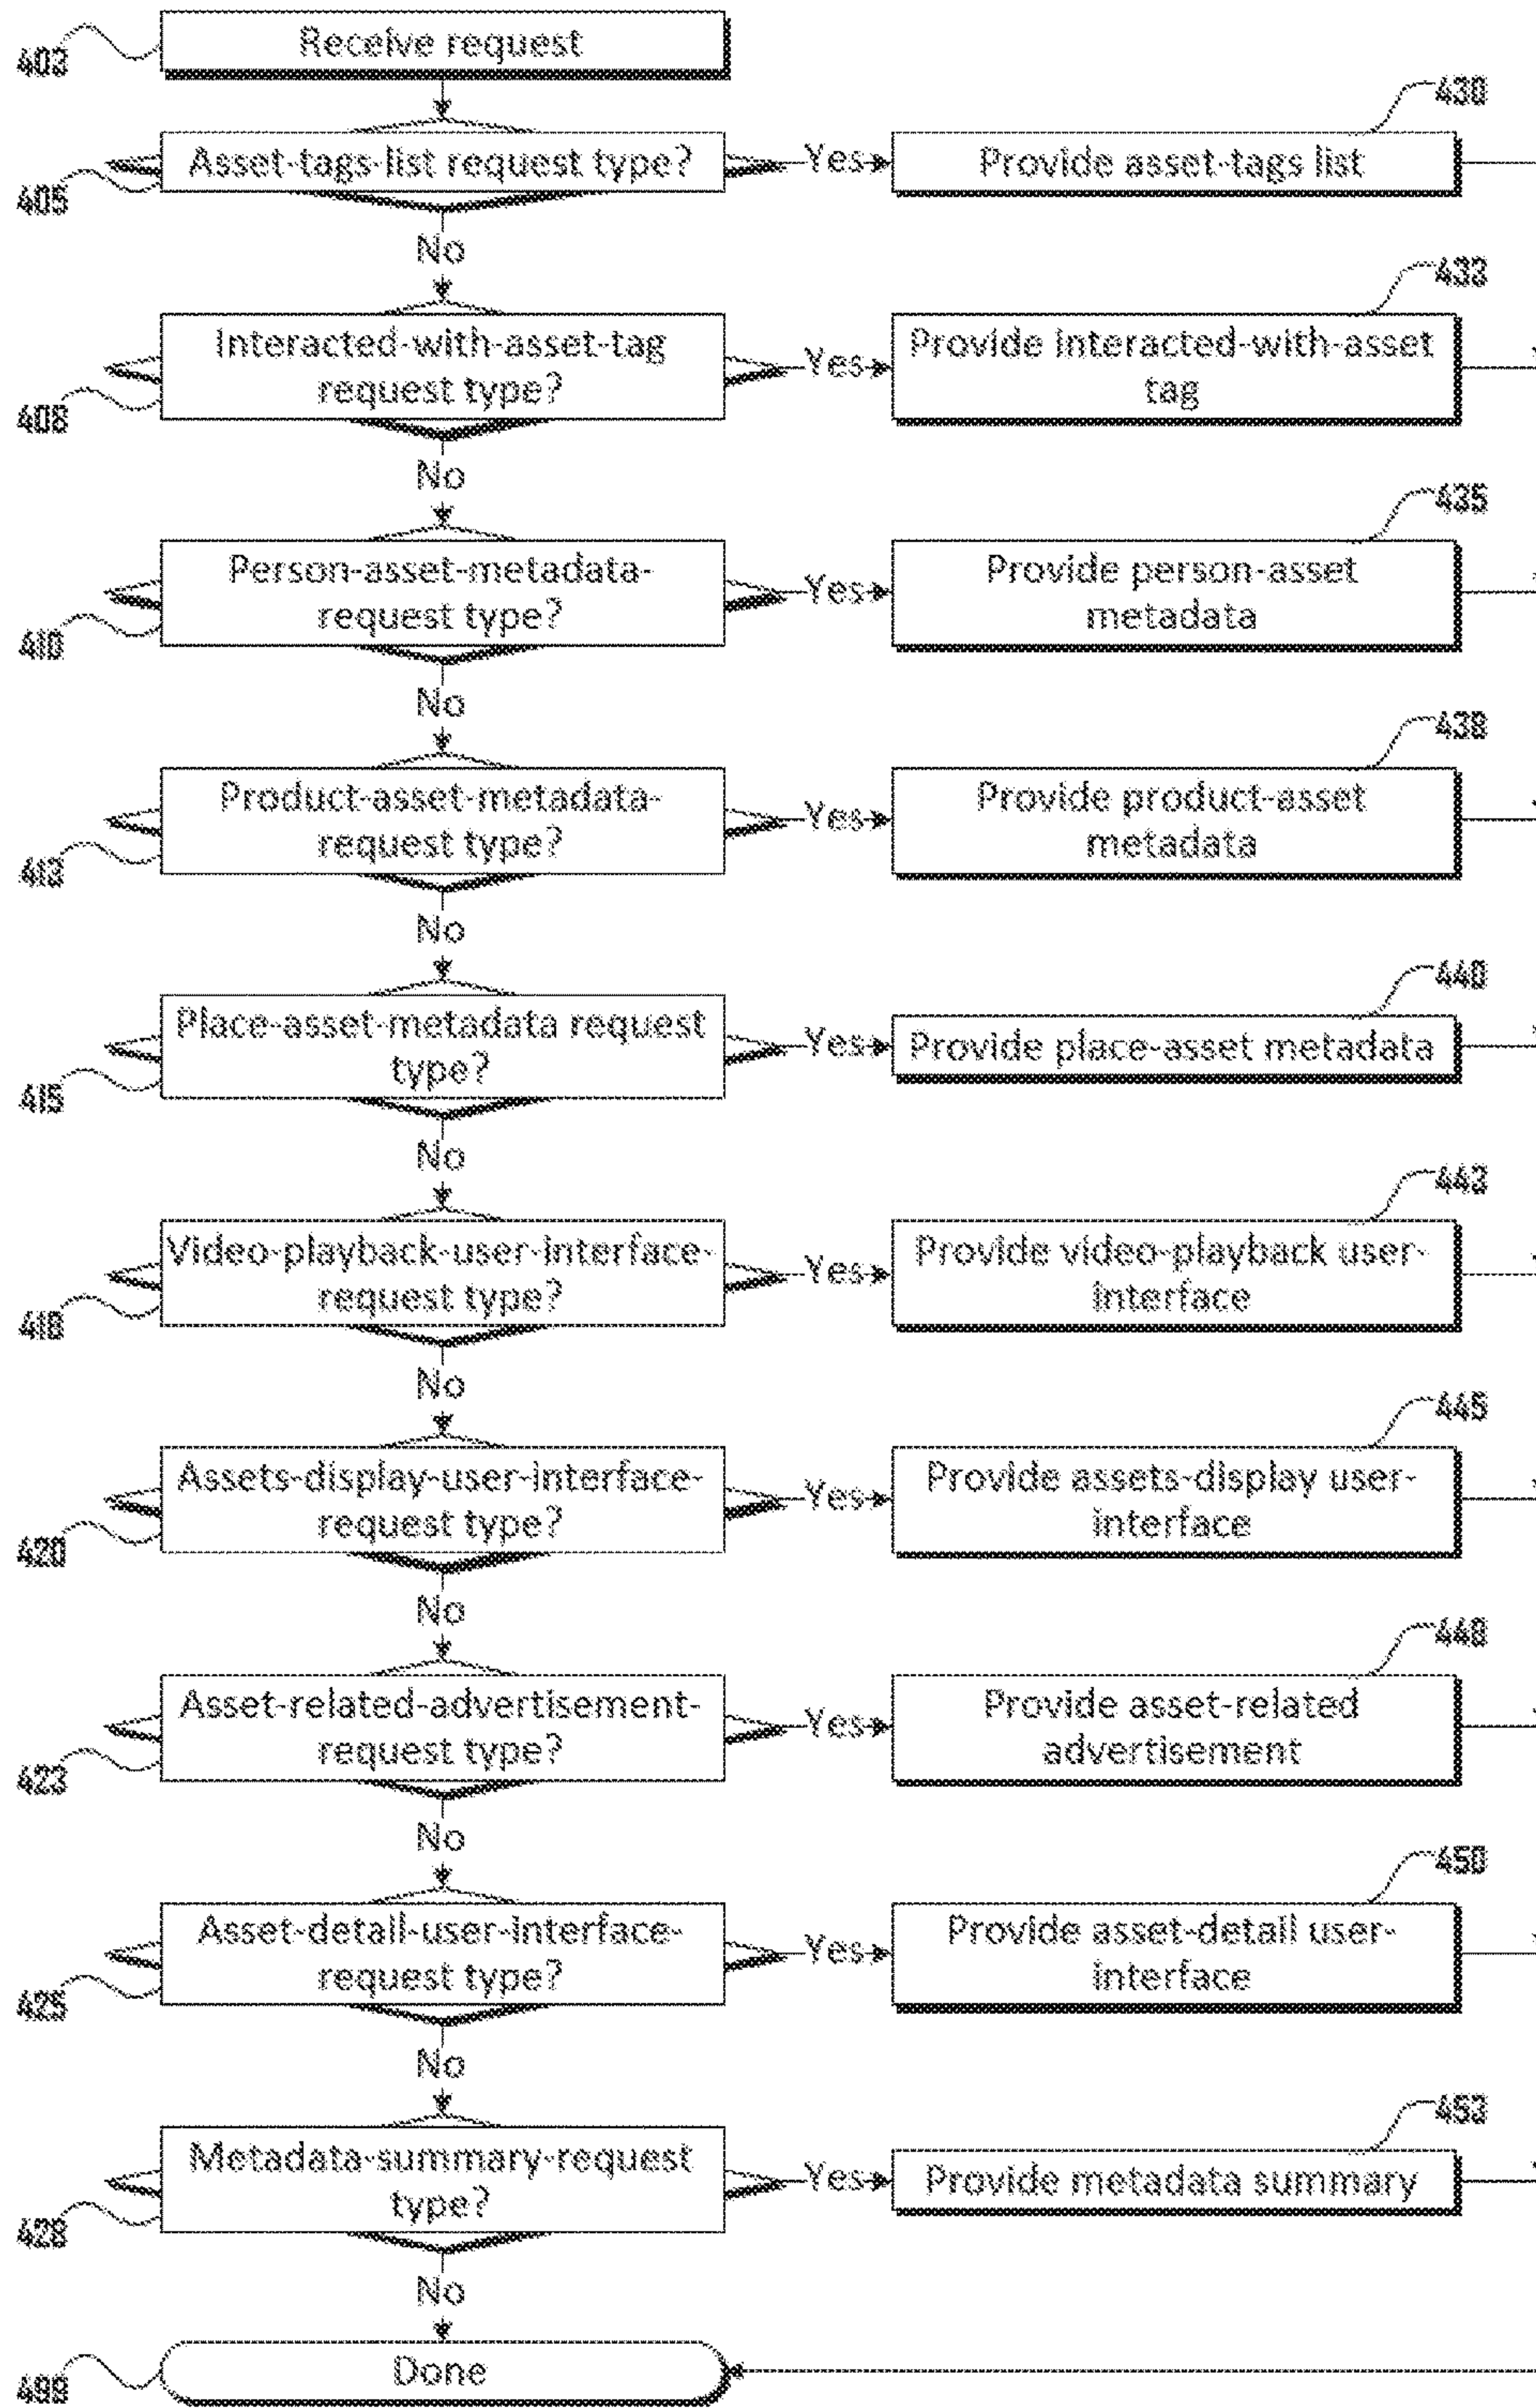 403
Receive request
430
Asset-tags-list request type?
Yes
Provide asset-tags list
405
No
433
Interacted-with-asset-tag
request type?
Yes
Provide interacted-with-asset
tag
408
No
435
Person-asset-metadata-
request type?
Yes
Provide person-asset
metadata
410
No
438
Product-asset-metadata-
request type?
Yes
Provide product-asset
metadata
413
No
440
Place-asset-metadata request
type?
Yes
Provide place-asset metadata
415
No
443
Video-playback-user-interface-
request type?
Yes
Provide video-playback user-
interface
418
No
445
Assets-display-user-interface-
request type?
Yes
Provide assets-display user-
interface
420
No
448
Asset-related-advertisement-
request type?
Yes
Provide asset-related
advertisement
423
No
450
Asset-detail-user-interface-
request type?
Yes
Provide asset-detail user-
interface
425
No
453
Metadata-summary-request
type?
Yes
Provide metadata summary
428
No
Done
499